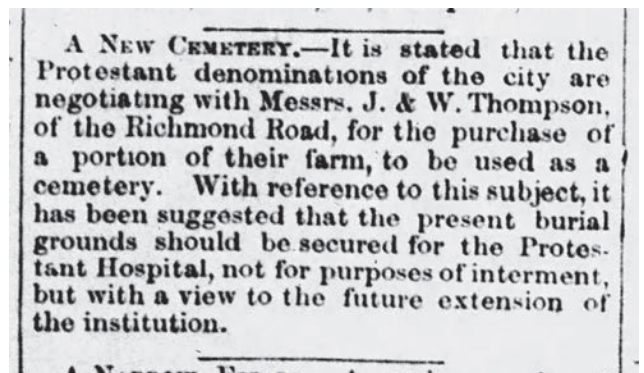 A NEW CEMETERY.—It is stated that the
Protestant denominations of the city are
negotiating with Messrs. J. & W. Thompson,
of the Richmond Road, for the purchase of
a portion of their farm, to be used as a
cemetery. With reference to this subject, it
has been suggested that the present burial
grounds should be secured for the Protes-
tant Hospital, not for purposes of interment,
but with a view to the future extension of
the institution.